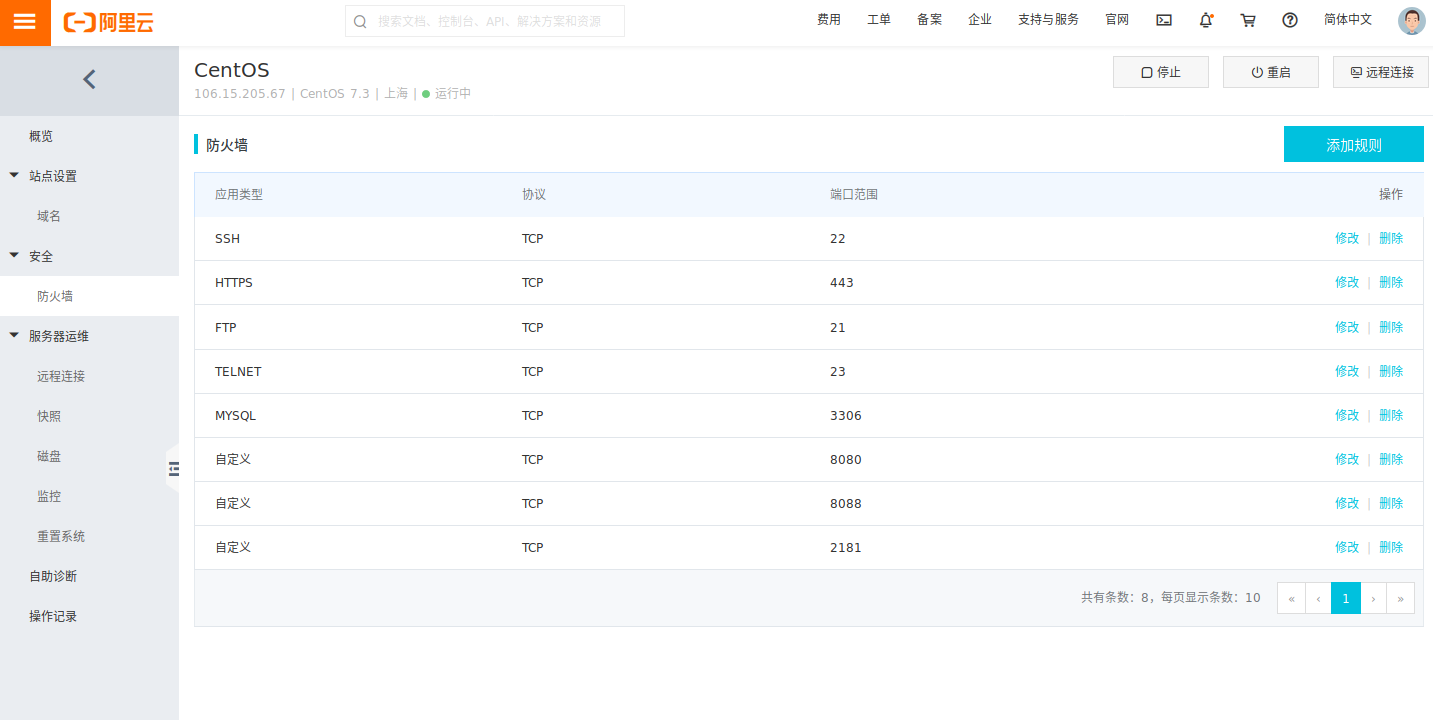 阿里云
搜索文档、控制台、API、解决方案和资源
费用 工单 备案 企业 支持与服务 官网 简体中文
CentOS
106.15.205.67 | CentOS 7.3 | 上海 | 运行中
停止 重启 远程连接
概览
站点设置
域名
安全
防火墙
服务器运维
远程连接
快照
磁盘
监控
重置系统
自助诊断
操作记录
防火墙 添加规则
应用类型 协议 端口范围 操作
SSH TCP 22 修改 | 删除
HTTPS TCP 443 修改 | 删除
FTP TCP 21 修改 | 删除
TELNET TCP 23 修改 | 删除
MYSQL TCP 3306 修改 | 删除
自定义 TCP 8080 修改 | 删除
自定义 TCP 8088 修改 | 删除
自定义 TCP 2181 修改 | 删除
共有条数：8，每页显示条数：10 « ‹ 1 › »